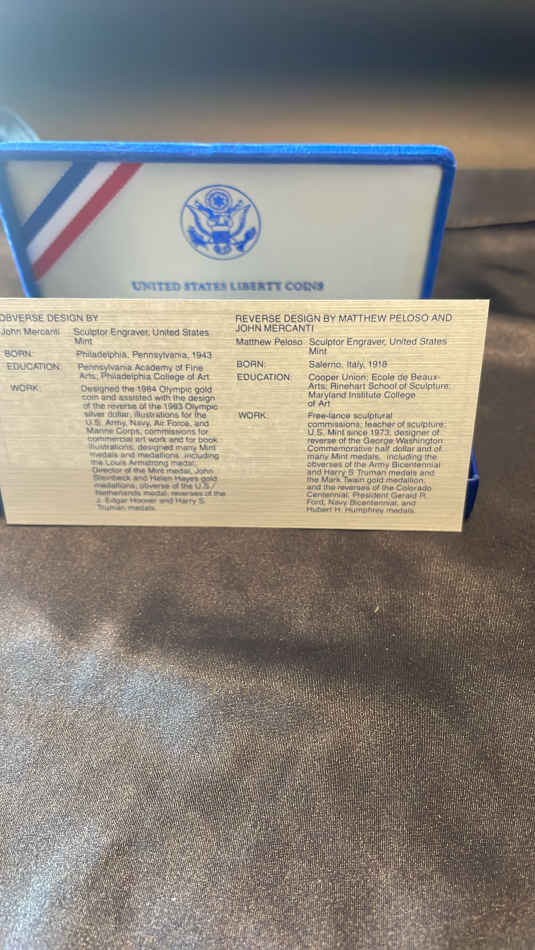 UNITED STATES LIBERTY COINS
OBVERSE DESIGN BY
John Mercanti Sculptor Engraver, United States
Mint
BORN: Philadelphia, Pennsylvania, 1943
EDUCATION: Pennsylvania Academy of Fine
Arts; Philadelphia College of Art
WORK: Designed the 1984 Olympic gold
coin and assisted with the design
of the reverse of the 1983 Olympic
silver dollar; illustrations for the
U.S. Army, Navy, Air Force, and
Marine Corps; commissions for
commercial art work and for book
illustrations; designed many Mint
medals and medallions including
the Louis Armstrong medal;
Director of the Mint medal, John
Steinbeck and Helen Hayes gold
medallions; obverse of the U.S./
Netherlands medal; reverses of the
J. Edgar Hoover and Harry S.
Truman medals.
REVERSE DESIGN BY MATTHEW PELOSO AND
JOHN MERCANTI
Matthew Peloso Sculptor Engraver, United States
Mint
BORN: Salerno, Italy, 1918
EDUCATION: Cooper Union; Ecole de Beaux-
Arts; Rinehart School of Sculpture;
Maryland Institute College
of Art
WORK: Free-lance sculptural
commissions; teacher of sculpture;
U.S. Mint since 1973; designer of
reverse of the George Washington
Commemorative half dollar and of
many Mint medals, including the
obverses of the Army Bicentennial
and Harry S Truman medals and
the Mark Twain gold medallion;
and the reverses of the Colorado
Centennial, President Gerald R.
Ford, Navy Bicentennial, and
Hubert H. Humphrey medals.